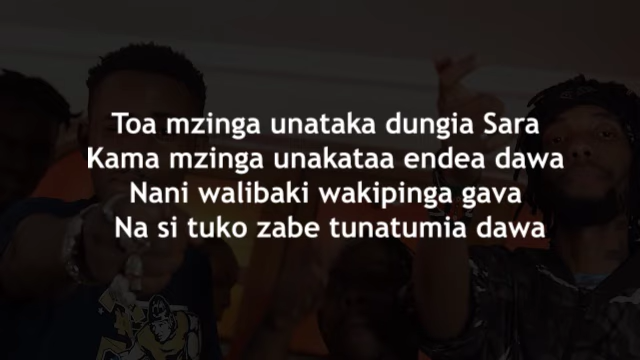 Toa mzinga unataka dungia Sara
Kama mzinga unakataa endea dawa
Nani walibaki wakipinga gava
Na si tuko zabe tunatumia dawa